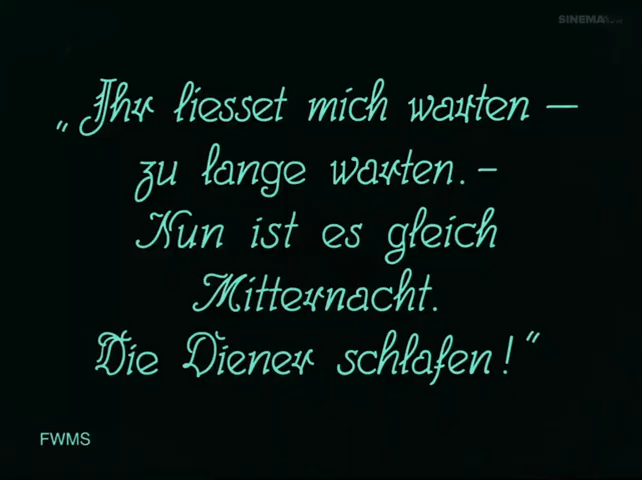 SINEMA
„Ihr liesset mich warten —
zu lange warten. –
Nun ist es gleich
Mitternacht.
Die Diener schlafen!"
FWMS